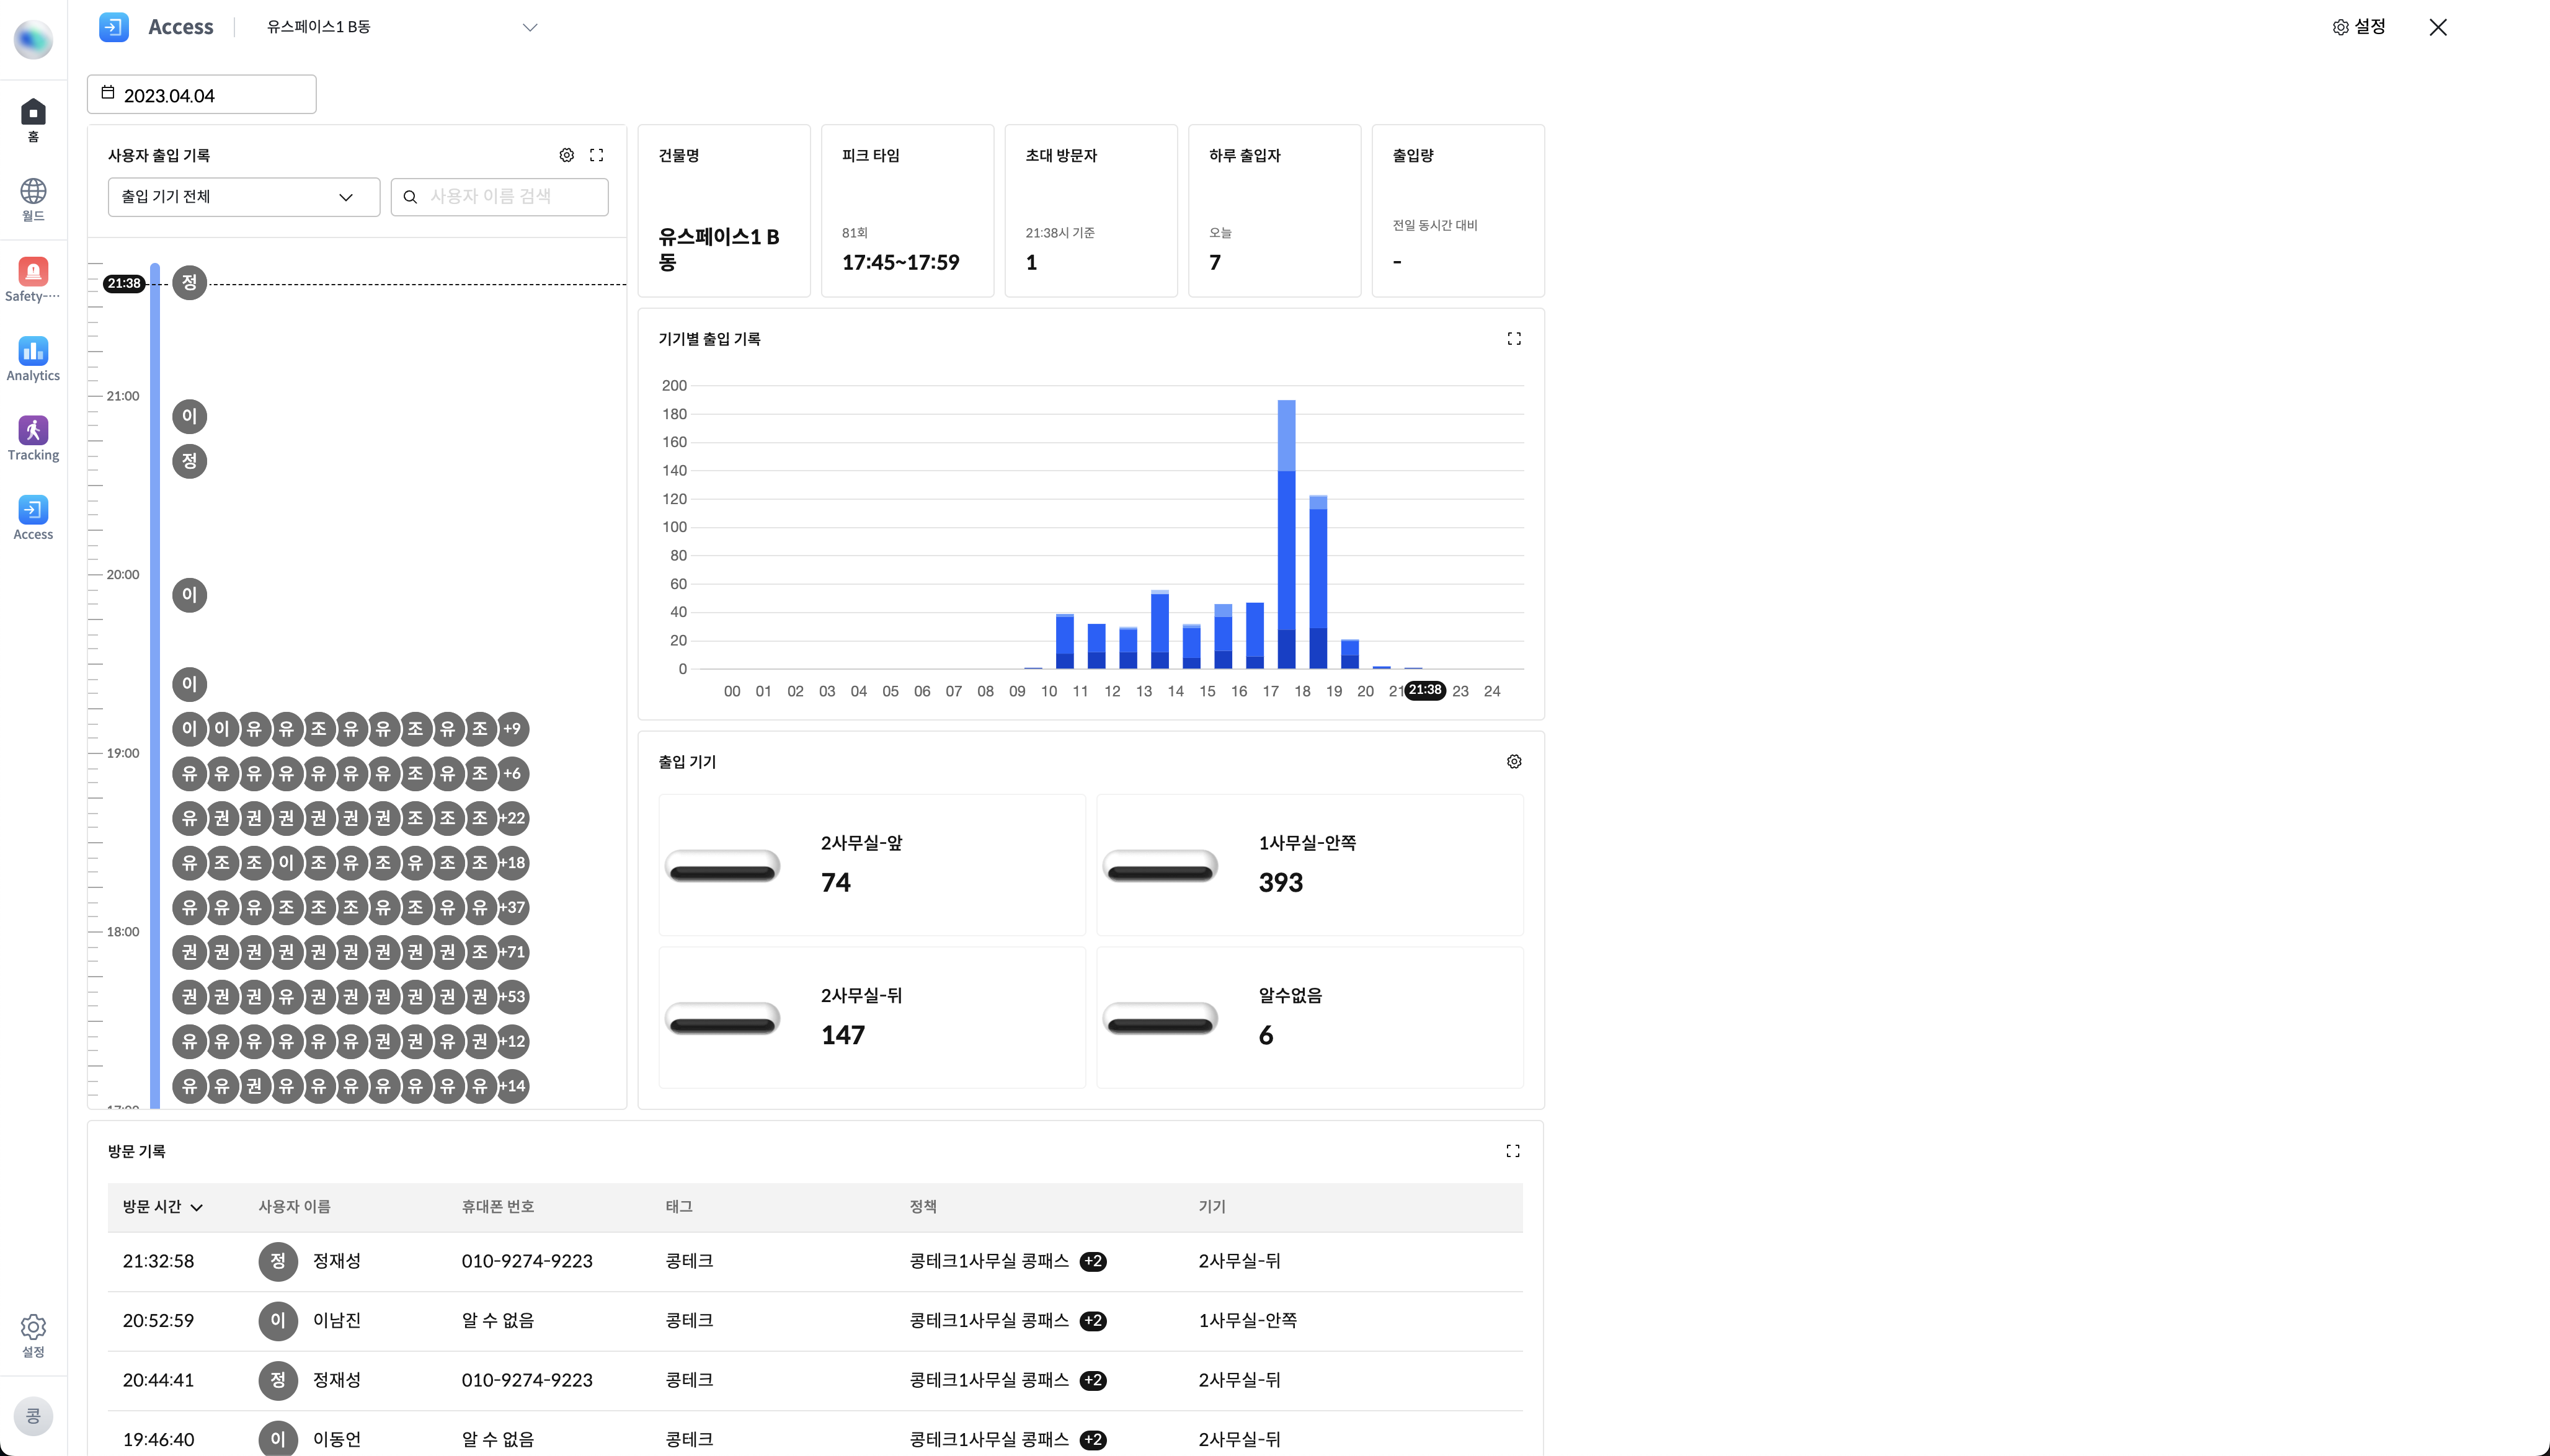 Access
유스페이스1 B동
설정
홈
월드
Safety-···
Analytics
Tracking
Access
설정
콩
2023.04.04
사용자 출입 기록
출입 기기 전체
사용자 이름 검색
21:38
정
21:00
이
정
20:00
이
이
이 이 유 유 조 유 유 조 유 조 +9
19:00
유 유 유 유 유 유 유 조 유 조 +6
유 권 권 권 권 권 권 조 조 조 +22
유 조 조 이 조 유 조 유 조 조 +18
유 유 유 조 조 조 유 조 유 유 +37
18:00
권 권 권 권 권 권 권 권 권 조 +71
권 권 권 유 권 권 권 권 권 권 +53
유 유 유 유 유 유 권 권 유 권 +12
유 유 권 유 유 유 유 유 유 유 +14
17:00
건물명
유스페이스1 B
동
피크 타임
81회
17:45~17:59
초대 방문자
21:38시 기준
1
하루 출입자
오늘
7
출입량
전일 동시간 대비
-
기기별 출입 기록
200
180
160
140
120
100
80
60
40
20
0
00 01 02 03 04 05 06 07 08 09 10 11 12 13 14 15 16 17 18 19 20 21 21:38 23 24
출입 기기
2사무실-앞
74
1사무실-안쪽
393
2사무실-뒤
147
알수없음
6
방문 기록
방문 시간 사용자 이름 휴대폰 번호 태그 정책 기기
21:32:58 정 정재성 010-9274-9223 콩테크 콩테크1사무실 콩패스 +2 2사무실-뒤
20:52:59 이 이남진 알 수 없음 콩테크 콩테크1사무실 콩패스 +2 1사무실-안쪽
20:44:41 정 정재성 010-9274-9223 콩테크 콩테크1사무실 콩패스 +2 2사무실-뒤
19:46:40 이 이동언 알 수 없음 콩테크 콩테크1사무실 콩패스 +2 2사무실-뒤